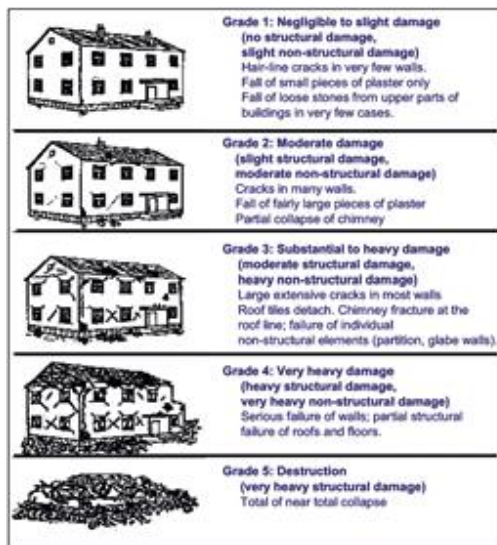 Grade 1: Negligible to slight damage
(no structural damage,
slight non-structural damage)
Hair-line cracks in very few walls.
Fall of small pieces of plaster only
Fall of loose stones from upper parts of
buildings in very few cases.
Grade 2: Moderate damage
(slight structural damage,
moderate non-structural damage)
Cracks in many walls.
Fall of fairly large pieces of plaster
Partial collapse of chimney
Grade 3: Substantial to heavy damage
(moderate structural damage,
heavy non-structural damage)
Large extensive cracks in most walls
Roof tiles detach. Chimney fracture at the
roof line; failure of individual
non-structural elements (partition, glabe walls).
Grade 4: Very heavy damage
(heavy structural damage,
very heavy non-structural damage)
Serious failure of walls; partial structural
failure of roofs and floors.
Grade 5: Destruction
(very heavy structural damage)
Total of near total collapse